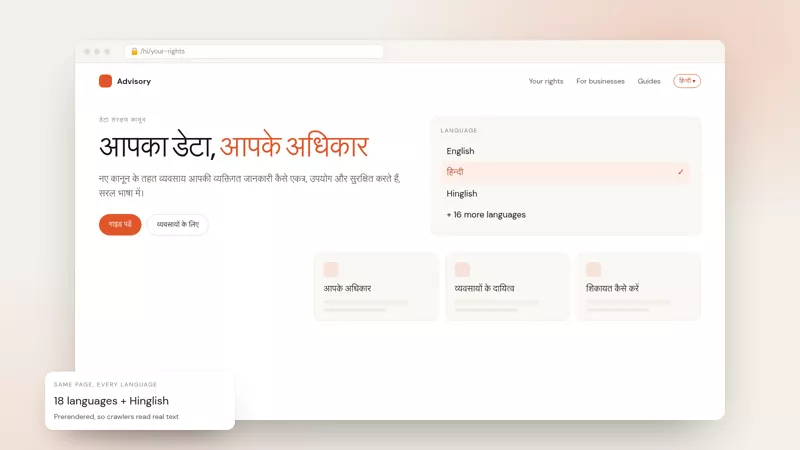 /hi/your-rights
Advisory
Your rights
For businesses
Guides
हिन्दी ▾
डेटा संरक्षण कानून
आपका डेटा, आपके अधिकार
नए कानून के तहत व्यवसाय आपकी व्यक्तिगत जानकारी कैसे एकत्र, उपयोग और सुरक्षित करते हैं,
सरल भाषा में।
गाइड पढ़ें
व्यवसायों के लिए
LANGUAGE
English
हिन्दी ✓
Hinglish
+ 16 more languages
आपके अधिकार
व्यवसायों के दायित्व
शिकायत कैसे करें
SAME PAGE, EVERY LANGUAGE
18 languages + Hinglish
Prerendered, so crawlers read real text